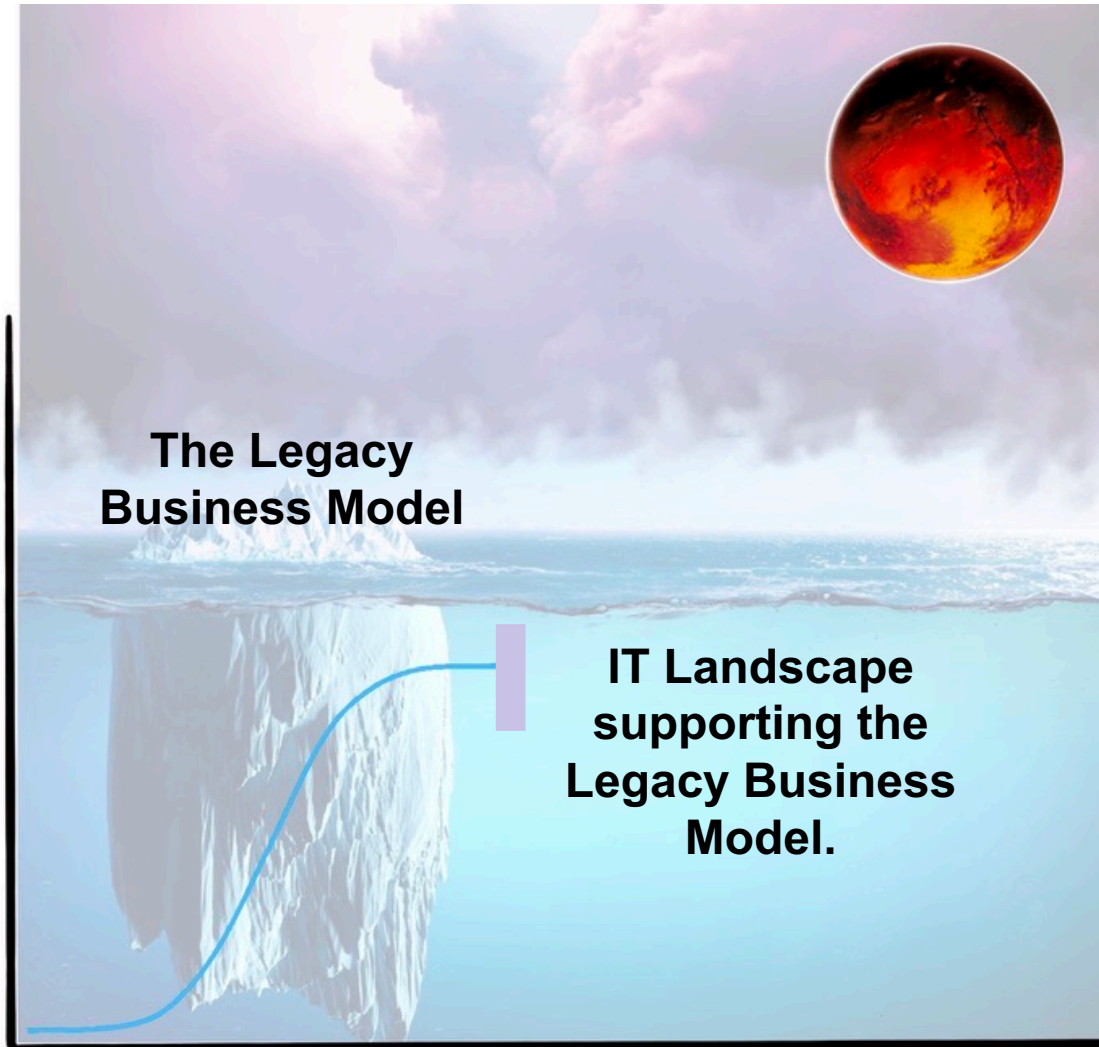 The Legacy
Business Model
IT Landscape
supporting the
Legacy Business
Model.